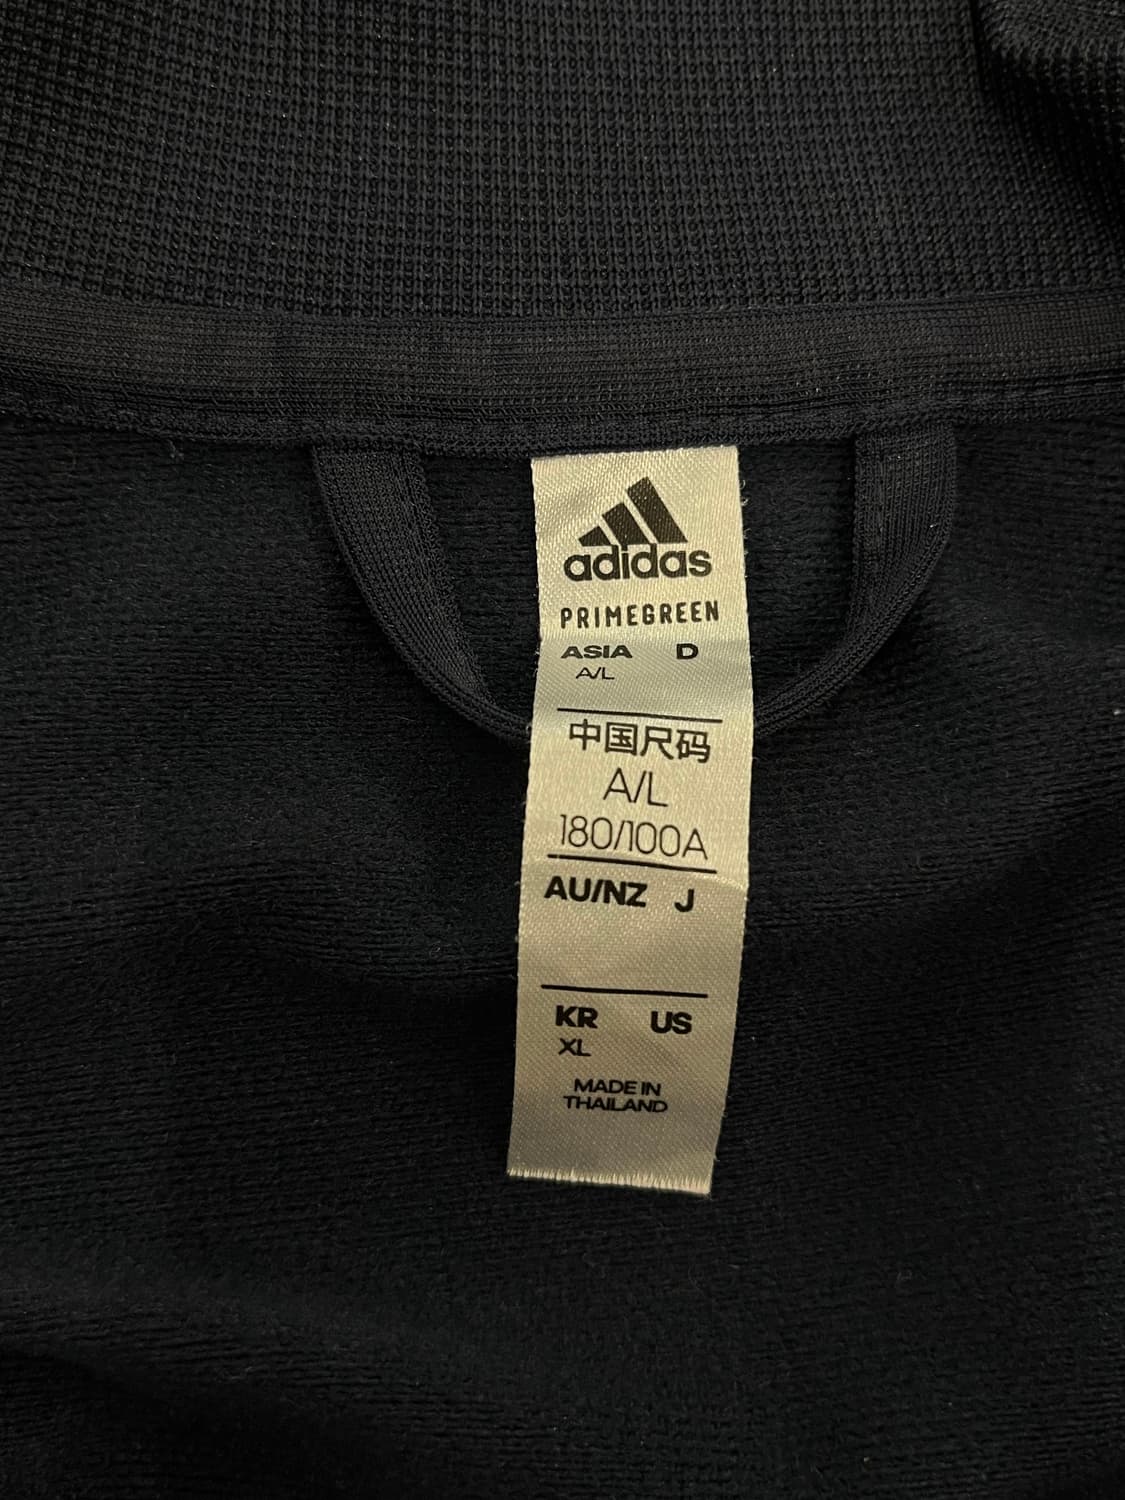 adidas
PRIMEGREEN
ASIA D
A/L
中国尺码
A/L
180/100A
AU/NZ J
KR US
XL
MADE IN
THAILAND